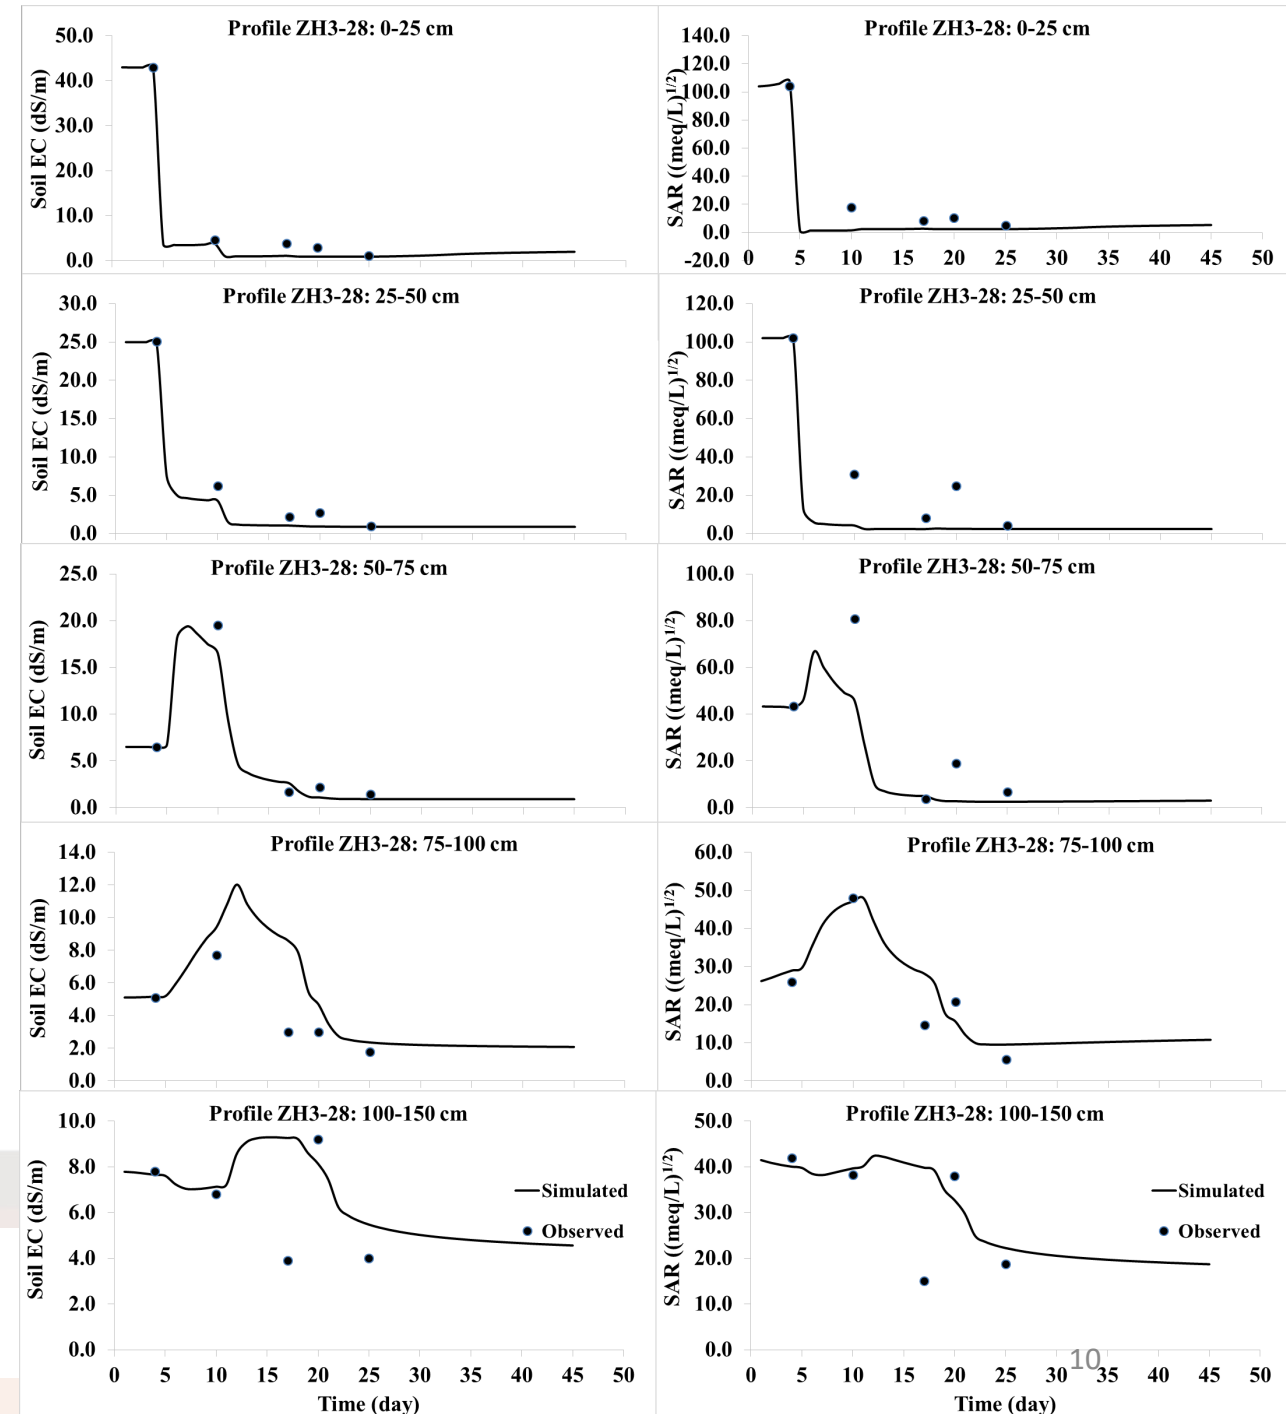 Profile ZH3-28: 0-25 cm
Soil EC (dS/m)
50.0
40.0
30.0
20.0
10.0
0.0
Profile ZH3-28: 0-25 cm
SAR ((meq/L)^1/2)
140.0
120.0
100.0
80.0
60.0
40.0
20.0
0.0
-20.0
0 5 10 15 20 25 30 35 40 45 50
Profile ZH3-28: 25-50 cm
Soil EC (dS/m)
30.0
25.0
20.0
15.0
10.0
5.0
0.0
Profile ZH3-28: 25-50 cm
SAR ((meq/L)^1/2)
120.0
100.0
80.0
60.0
40.0
20.0
0.0
Profile ZH3-28: 50-75 cm
Soil EC (dS/m)
25.0
20.0
15.0
10.0
5.0
0.0
Profile ZH3-28: 50-75 cm
SAR ((meq/L)^1/2)
100.0
80.0
60.0
40.0
20.0
0.0
Profile ZH3-28: 75-100 cm
Soil EC (dS/m)
14.0
12.0
10.0
8.0
6.0
4.0
2.0
0.0
Profile ZH3-28: 75-100 cm
SAR ((meq/L)^1/2)
60.0
50.0
40.0
30.0
20.0
10.0
0.0
Profile ZH3-28: 100-150 cm
Soil EC (dS/m)
10.0
8.0
6.0
4.0
2.0
0.0
Simulated
Observed
0 5 10 15 20 25 30 35 40 45 50
Time (day)
Profile ZH3-28: 100-150 cm
SAR ((meq/L)^1/2)
50.0
40.0
30.0
20.0
10.0
0.0
Simulated
Observed
10
0 5 10 15 20 25 30 35 40 45 50
Time (day)